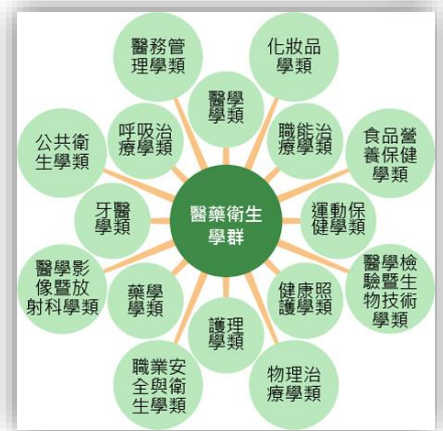 醫藥衛生
學群
醫學
學類
化妝品
學類
職能治
療學類
食品營
養保健
學類
運動保
健學類
醫學檢
驗暨生
物技術
學類
健康照
護學類
物理治
療學類
護理
學類
職業安
全與衛
生學類
藥學
學類
醫學影
像暨放
射科學類
牙醫
學類
公共衛
生學類
呼吸治
療學類
醫務管
理學類